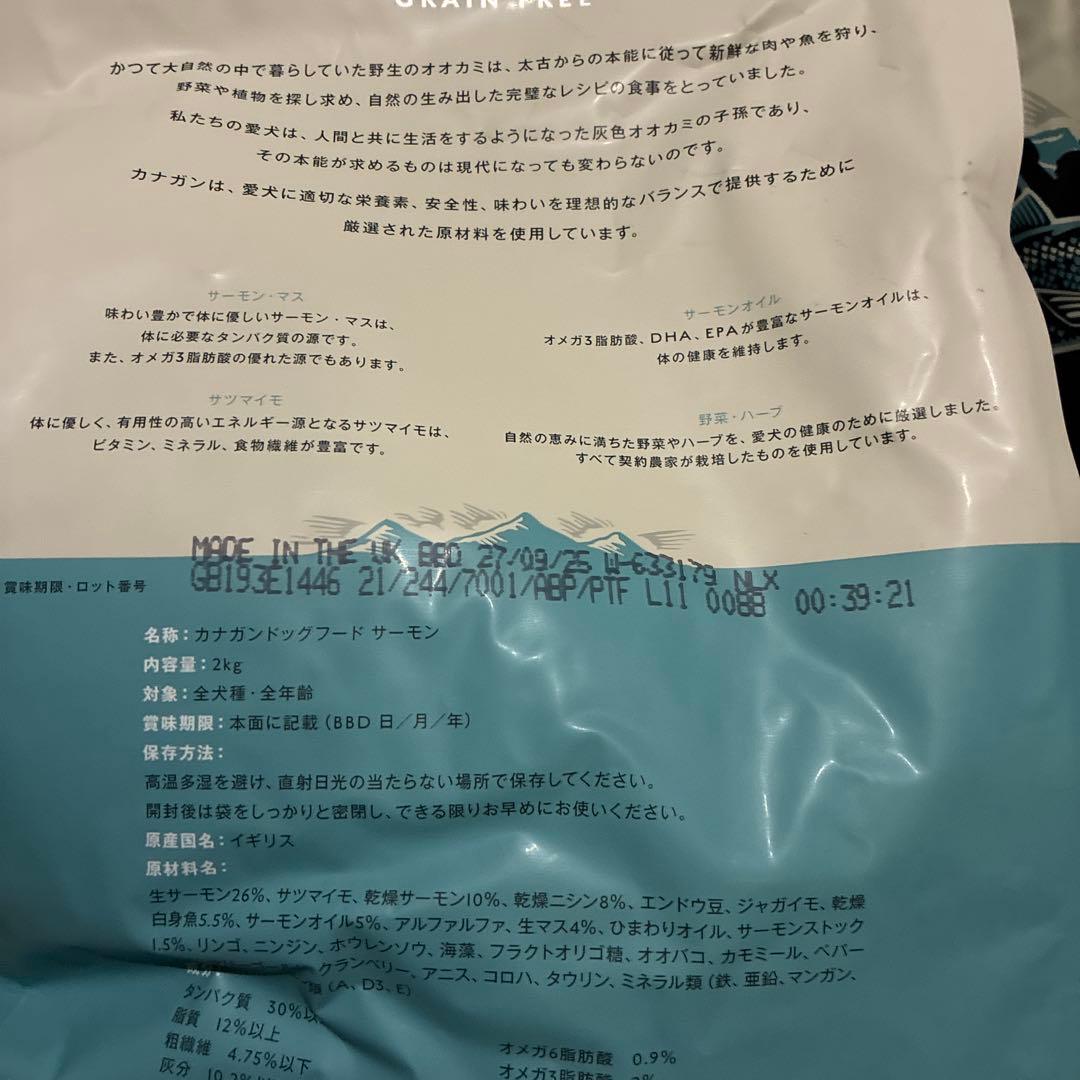 GRAIN FREE
かつて大自然の中で暮らしていた野生のオオカミは、太古からの本能に従って新鮮な肉や魚を狩り、
野菜や植物を探し求め、自然の生み出した完璧なレシピの食事をとっていました。
私たちの愛犬は、人間と共に生活をするようになった灰色オオカミの子孫であり、
その本能が求めるものは現代になっても変わらないのです。
カナガンは、愛犬に適切な栄養素、安全性、味わいを理想的なバランスで提供するために
厳選された原材料を使用しています。
サーモン・マス
味わい豊かで体に優しいサーモン・マスは、
体に必要なタンパク質の源です。
また、オメガ3脂肪酸の優れた源でもあります。
サーモンオイル
オメガ3脂肪酸、DHA、EPAが豊富なサーモンオイルは、
体の健康を維持します。
サツマイモ
体に優しく、有用性の高いエネルギー源となるサツマイモは、
ビタミン、ミネラル、食物繊維が豊富です。
野菜・ハーブ
自然の恵みに満ちた野菜やハーブを、愛犬の健康のために厳選しました。
すべて契約農家が栽培したものを使用しています。
MADE IN THE UK BBD 27/09/25 W-633179 NLX
賞味期限・ロット番号
GB193E1446 21/244/7001/ABP/PTF L11 0088 00:39:21
名称：カナガンドッグフード サーモン
内容量：2kg
対象：全犬種・全年齢
賞味期限：本面に記載（BBD 日／月／年）
保存方法：
高温多湿を避け、直射日光の当たらない場所で保存してください。
開封後は袋をしっかりと密閉し、できる限りお早めにお使いください。
原産国名：イギリス
原材料名：
生サーモン26%、サツマイモ、乾燥サーモン10%、乾燥ニシン8%、エンドウ豆、ジャガイモ、乾燥
白身魚5.5%、サーモンオイル5%、アルファルファ、生マス4%、ひまわりオイル、サーモンストック
1.5%、リンゴ、ニンジン、ホウレンソウ、海藻、フラクトオリゴ糖、オオバコ、カモミール、ペパー
クランベリー、アニス、コロハ、タウリン、ミネラル類（鉄、亜鉛、マンガン、
類（A、D3、E）
タンパク質 30%以
脂質 12%以上
粗繊維 4.75%以下
灰分
オメガ6脂肪酸 0.9%
オメガ3脂肪酸